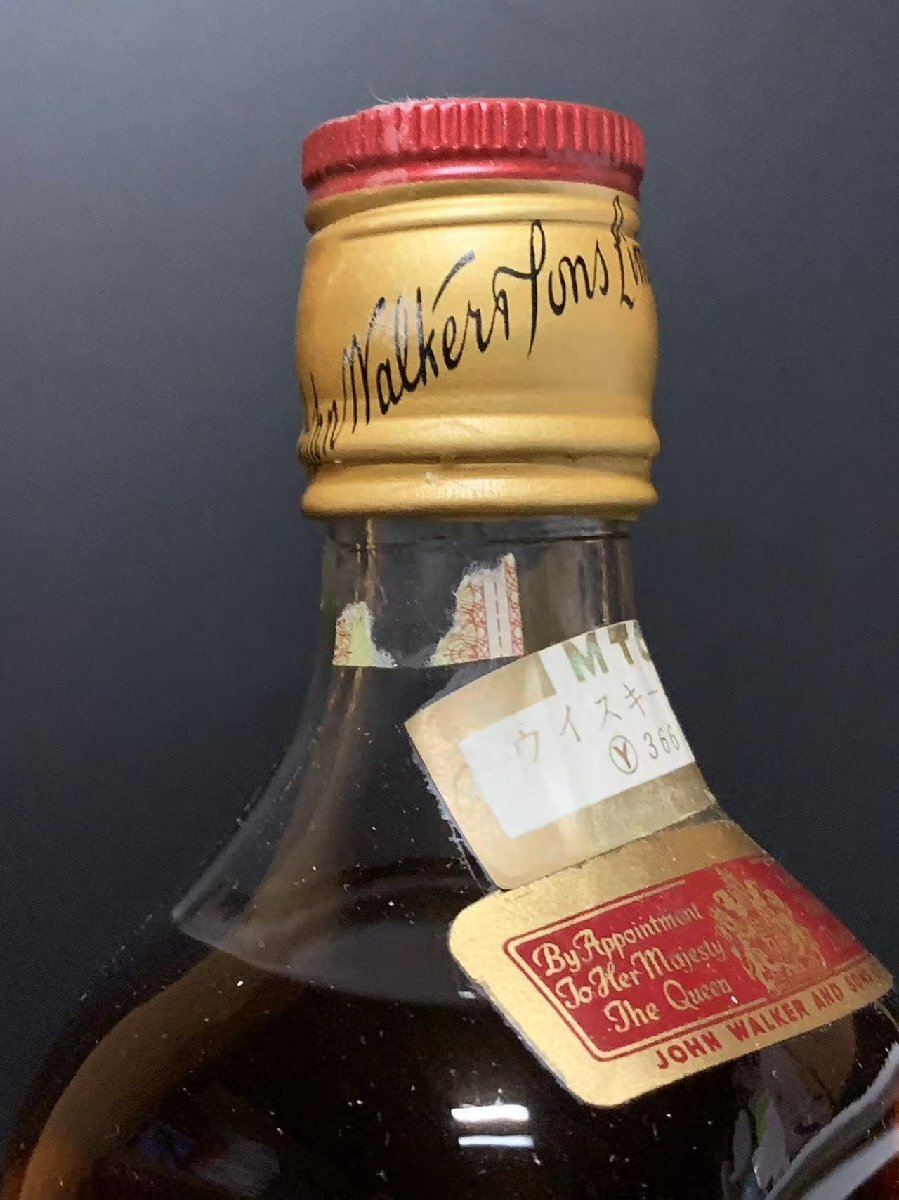 John Walker & Sons Lim
MTC
ウイスキー
Ⓨ 366
By Appointment
To Her Majesty
The Queen
JOHN WALKER AND SONS